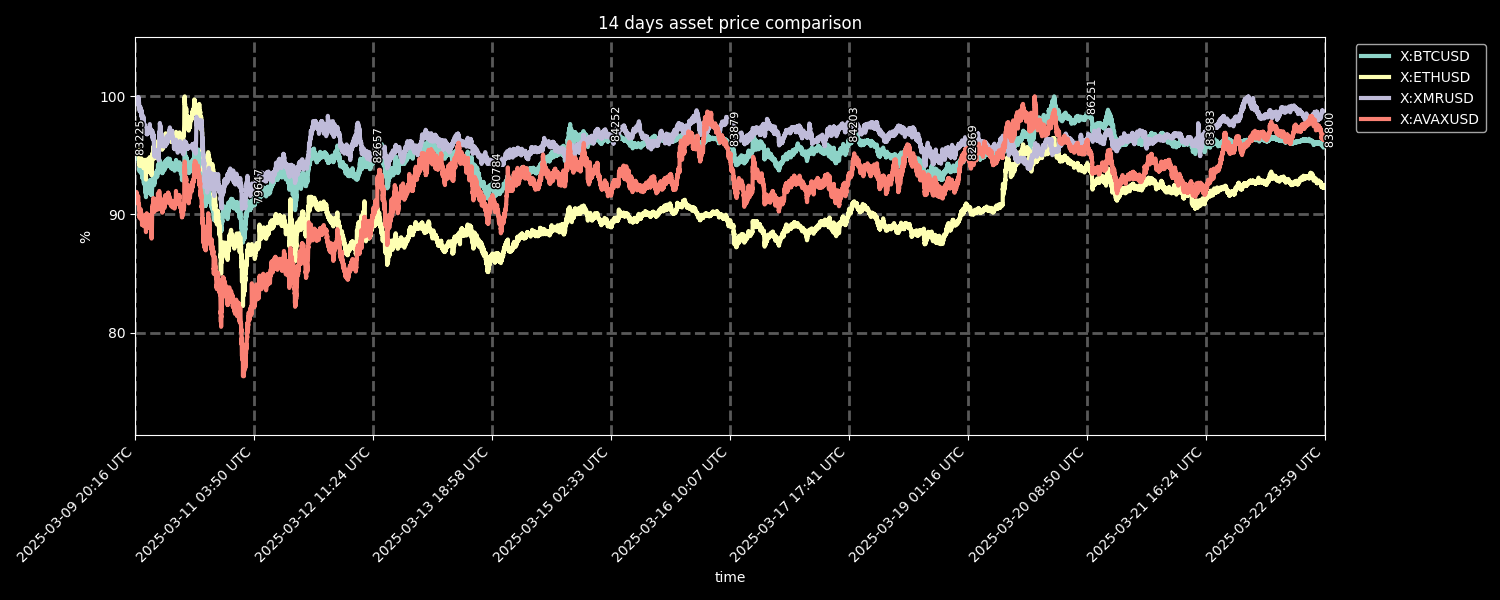 14 days asset price comparison
X:BTCUSD
X:ETHUSD
X:XMRUSD
X:AVAXUSD
100
90
80
%
83225
79647
82657
80784
84252
83879
84203
82869
86251
83983
83800
2025-03-09 20:16 UTC
2025-03-11 03:50 UTC
2025-03-12 11:24 UTC
2025-03-13 18:58 UTC
2025-03-15 02:33 UTC
2025-03-16 10:07 UTC
2025-03-17 17:41 UTC
2025-03-19 01:16 UTC
2025-03-20 08:50 UTC
2025-03-21 16:24 UTC
2025-03-22 23:59 UTC
time